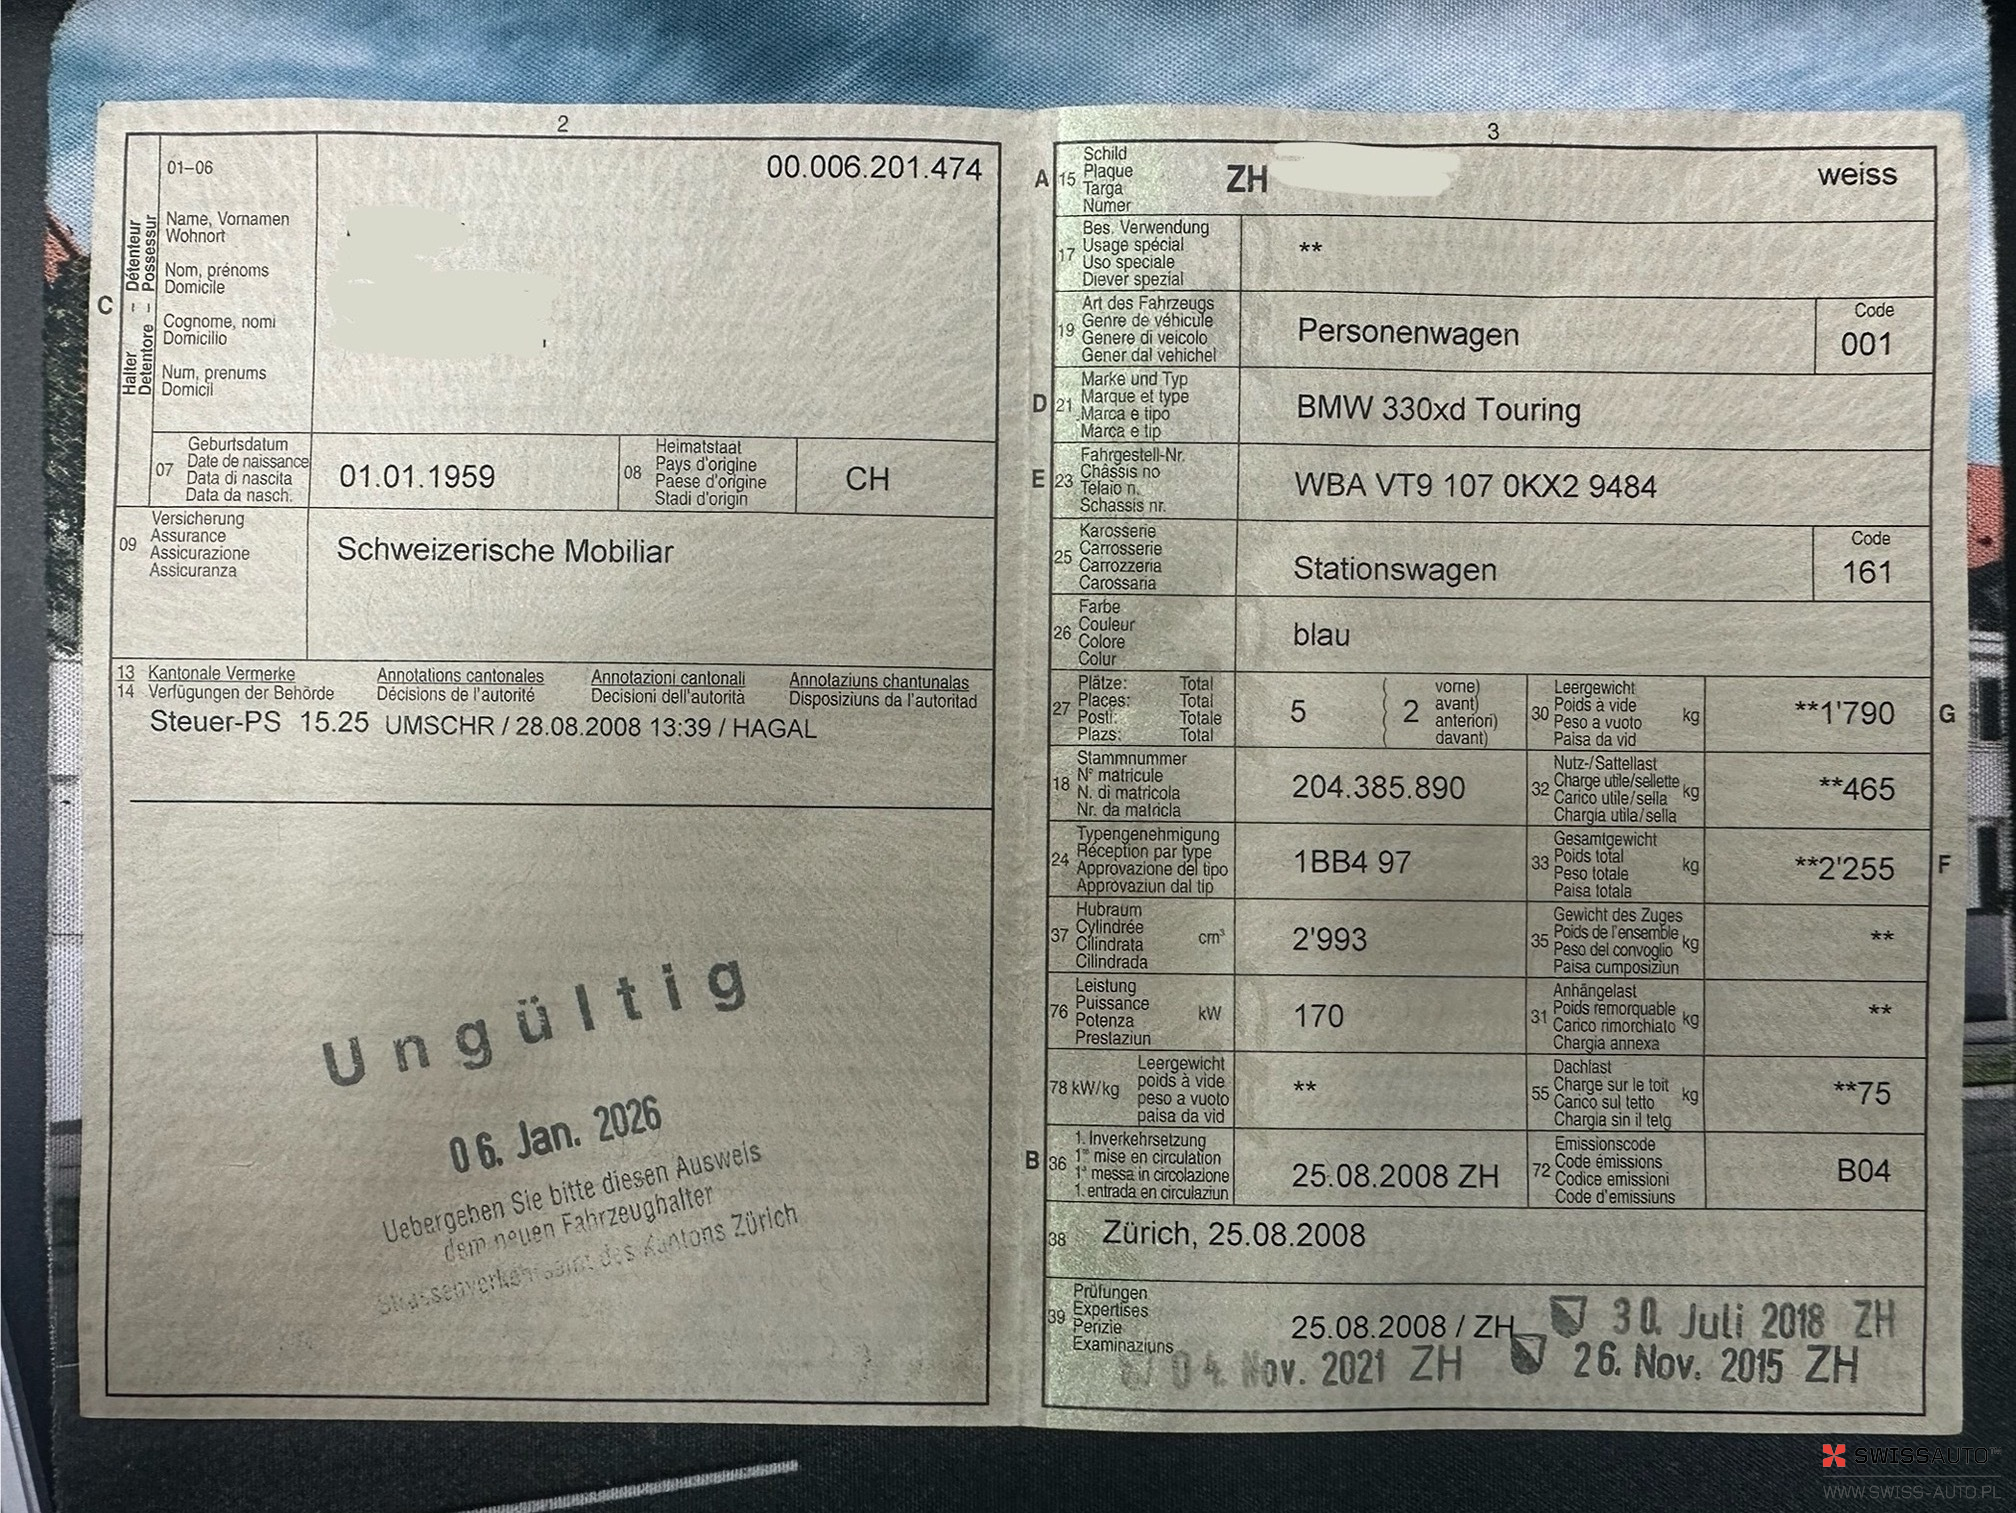 2
01–06
00.006.201.474
C
Halter – Détenteur
Detentore – Possessur
Name, Vornamen
Wohnort
Nom, prénoms
Domicile
Cognome, nomi
Domicilio
Num, prenums
Domicil
07
Geburtsdatum
Date de naissance
Data di nascita
Data da nasch.
01.01.1959
08
Heimatstaat
Pays d'origine
Paese d'origine
Stadi d'origin
CH
09
Versicherung
Assurance
Assicurazione
Assicuranza
Schweizerische Mobiliar
13 Kantonale Vermerke Annotations cantonales Annotazioni cantonali Annotaziuns chantunalas
14 Verfügungen der Behörde Décisions de l'autorité Decisioni dell'autorità Disposiziuns da l'autoritad
Steuer-PS 15.25 UMSCHR / 28.08.2008 13:39 / HAGAL
Ungültig
06. Jan. 2026
Uebergeben Sie bitte diesen Ausweis
dem neuen Fahrzeughalter
Strassenverkehrsamt des Kantons Zürich
3
A
15
Schild
Plaque
Targa
Numer
ZH
weiss
17
Bes. Verwendung
Usage spécial
Uso speciale
Diever spezial
**
19
Art des Fahrzeugs
Genre de véhicule
Genere di veicolo
Gener dal vehichel
Personenwagen
Code
001
D
21
Marke und Typ
Marque et type
Marca e tipo
Marca e tip
BMW 330xd Touring
E
23
Fahrgestell-Nr.
Châssis no
Telaio n.
Schassis nr.
WBA VT9 107 0KX2 9484
25
Karosserie
Carrosserie
Carrozzeria
Carossaria
Stationswagen
Code
161
26
Farbe
Couleur
Colore
Colur
blau
27
Plätze: Total
Places: Total
Posti: Totale
Plazs: Total
5
2
vorne)
avant)
anteriori)
davant)
30
Leergewicht
Poids à vide
Peso a vuoto
Paisa da vid
kg
**1'790
G
18
Stammnummer
N° matricule
N. di matricola
Nr. da matricla
204.385.890
32
Nutz-/Sattellast
Charge utile/sellette
Carico utile/sella
Chargia utila/sella
kg
**465
24
Typengenehmigung
Réception par type
Approvazione del tipo
Approvaziun dal tip
1BB4 97
33
Gesamtgewicht
Poids total
Peso totale
Paisa totala
kg
**2'255
F
37
Hubraum
Cylindrée
Cilindrata
Cilindrada
cm³
2'993
35
Gewicht des Zuges
Poids de l'ensemble
Peso del convoglio
Paisa cumposiziun
kg
**
76
Leistung
Puissance
Potenza
Prestaziun
kW
170
31
Anhängelast
Poids remorquable
Carico rimorchiato
Chargia annexa
kg
**
78 kW/kg
Leergewicht
poids à vide
peso a vuoto
paisa da vid
**
55
Dachlast
Charge sur le toit
Carico sul tetto
Chargia sin il tetg
kg
**75
B
36
1. Inverkehrsetzung
1re mise en circulation
1a messa in circolazione
1. entrada en circulaziun
25.08.2008 ZH
72
Emissionscode
Code émissions
Codice emissioni
Code d'emissiuns
B04
38
Zürich, 25.08.2008
39
Prüfungen
Expertises
Perizie
Examinaziuns
25.08.2008 / ZH
30. Juli 2018 ZH
04. Nov. 2021 ZH
26. Nov. 2015 ZH
SWISSAUTO
WWW.SWISS-AUTO.PL